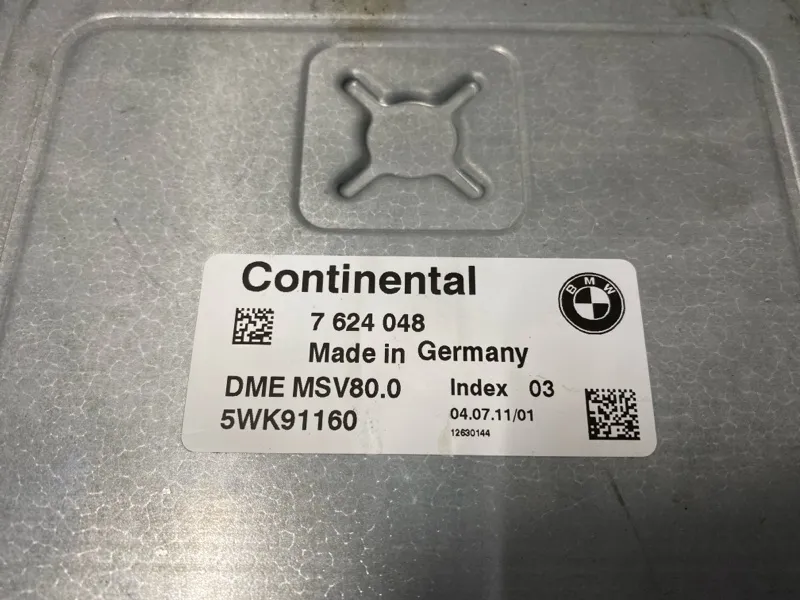 Continental
BMW
7 624 048
Made in Germany
DME MSV80.0 Index 03
5WK91160 04.07.11/01
12630144